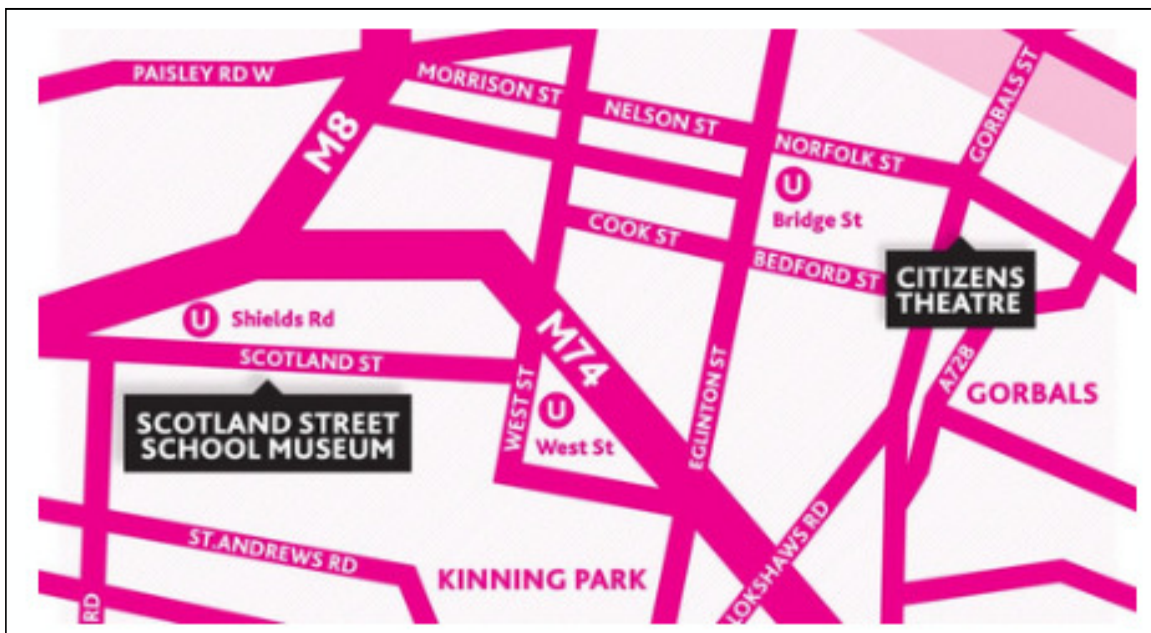 PAISLEY RD W
MORRISON ST
NELSON ST
NORFOLK ST
GORBALS ST
M8
U
Bridge St
COOK ST
BEDFORD ST
CITIZENS
THEATRE
U
Shields Rd
SCOTLAND ST
M74
A728
GORBALS
SCOTLAND STREET
SCHOOL MUSEUM
WEST ST
U
West St
EGLINTON ST
LOKSHAWS RD
ST.ANDREWS RD
KINNING PARK
RD